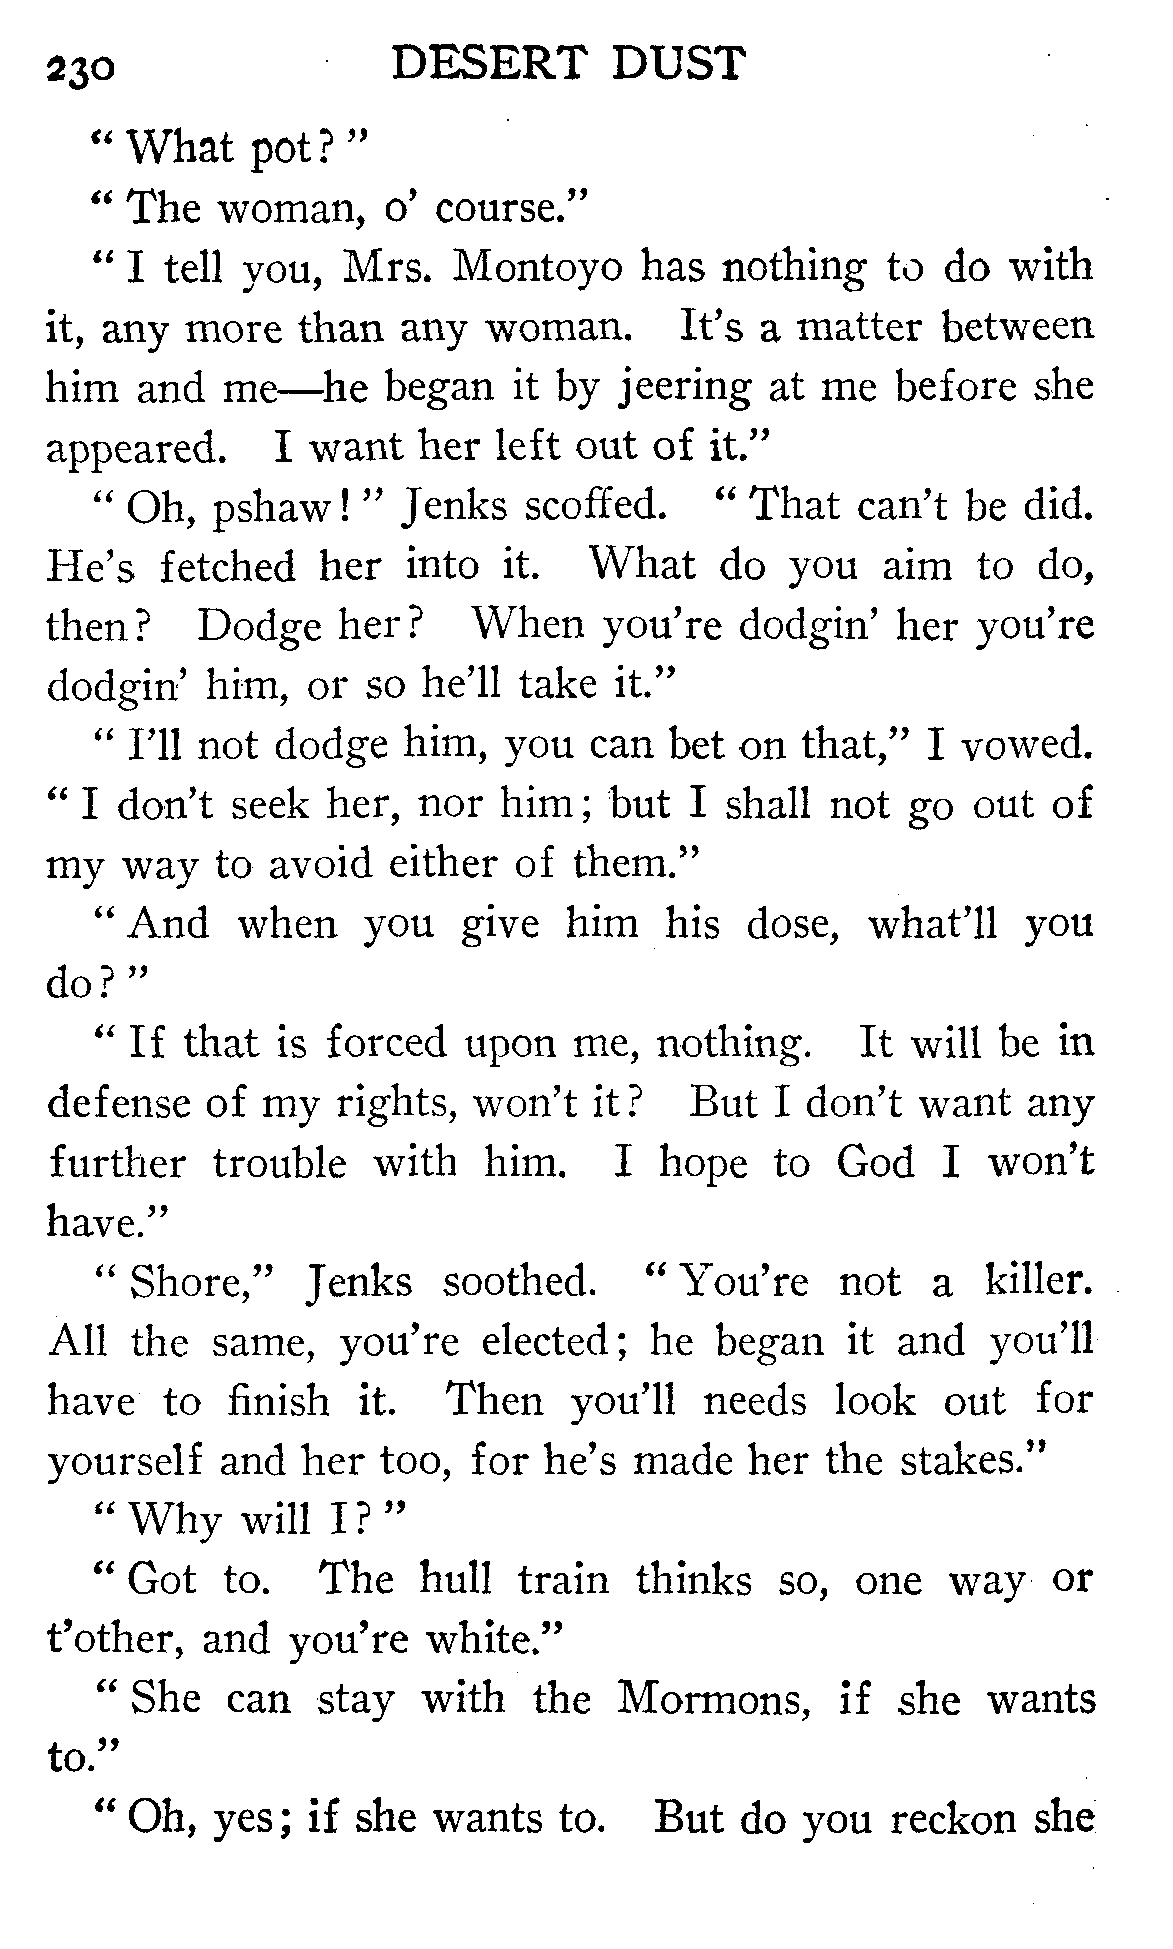 230 DESERT DUST
“ What pot? ”
“ The woman, o’ course.”
“ I tell you, Mrs. Montoyo has nothing to do with
it, any more than any woman. It’s a matter between
him and me—he began it by jeering at me before she
appeared. I want her left out of it.”
“ Oh, pshaw! ” Jenks scoffed. “ That can’t be did.
He’s fetched her into it. What do you aim to do,
then? Dodge her? When you’re dodgin’ her you’re
dodgin’ him, or so he’ll take it.”
“ I’ll not dodge him, you can bet on that,” I vowed.
“ I don’t seek her, nor him; but I shall not go out of
my way to avoid either of them.”
“ And when you give him his dose, what’ll you
do? ”
“ If that is forced upon me, nothing. It will be in
defense of my rights, won’t it? But I don’t want any
further trouble with him. I hope to God I won’t
have.”
“ Shore,” Jenks soothed. “ You’re not a killer.
All the same, you’re elected; he began it and you’ll
have to finish it. Then you’ll needs look out for
yourself and her too, for he’s made her the stakes.”
“ Why will I? ”
“ Got to. The hull train thinks so, one way or
t’other, and you’re white.”
“ She can stay with the Mormons, if she wants
to.”
“ Oh, yes; if she wants to. But do you reckon she